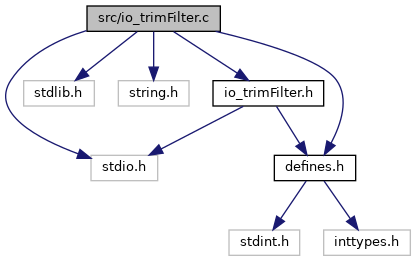 src/io_trimFilter.c
stdlib.h
string.h
io_trimFilter.h
stdio.h
defines.h
stdint.h
inttypes.h